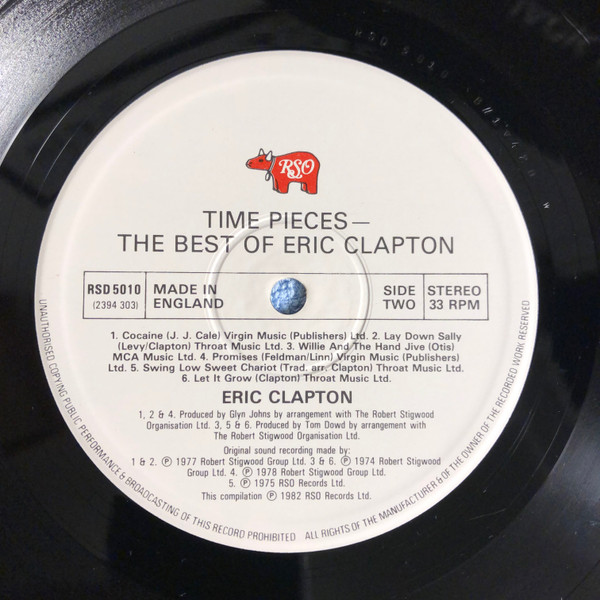 RSD 5010
RSO
TIME PIECES—
THE BEST OF ERIC CLAPTON
RSD 5010
(2394 303)
MADE IN
ENGLAND
SIDE
TWO
STEREO
33 RPM
1. Cocaine (J. J. Cale) Virgin Music (Publishers) Ltd. 2. Lay Down Sally
(Levy/Clapton) Throat Music Ltd. 3. Willie And The Hand Jive (Otis)
MCA Music Ltd. 4. Promises (Feldman/Linn) Virgin Music (Publishers)
Ltd. 5. Swing Low Sweet Chariot (Trad. arr. Clapton) Throat Music Ltd.
6. Let It Grow (Clapton) Throat Music Ltd.
ERIC CLAPTON
1, 2 & 4. Produced by Glyn Johns by arrangement with The Robert Stigwood
Organisation Ltd. 3, 5 & 6. Produced by Tom Dowd by arrangement with
The Robert Stigwood Organisation Ltd.
Original sound recording made by:
1 & 2. ℗ 1977 Robert Stigwood Group Ltd. 3 & 6. ℗ 1974 Robert Stigwood
Group Ltd. 4. ℗ 1978 Robert Stigwood Group Ltd.
5. ℗ 1975 RSO Records Ltd.
This compilation ℗ 1982 RSO Records Ltd.
UNAUTHORISED COPYING PUBLIC PERFORMANCE & BROADCASTING OF THIS RECORD PROHIBITED ALL RIGHTS OF THE MANUFACTURER & OF THE OWNER OF THE RECORDED WORK RESERVED